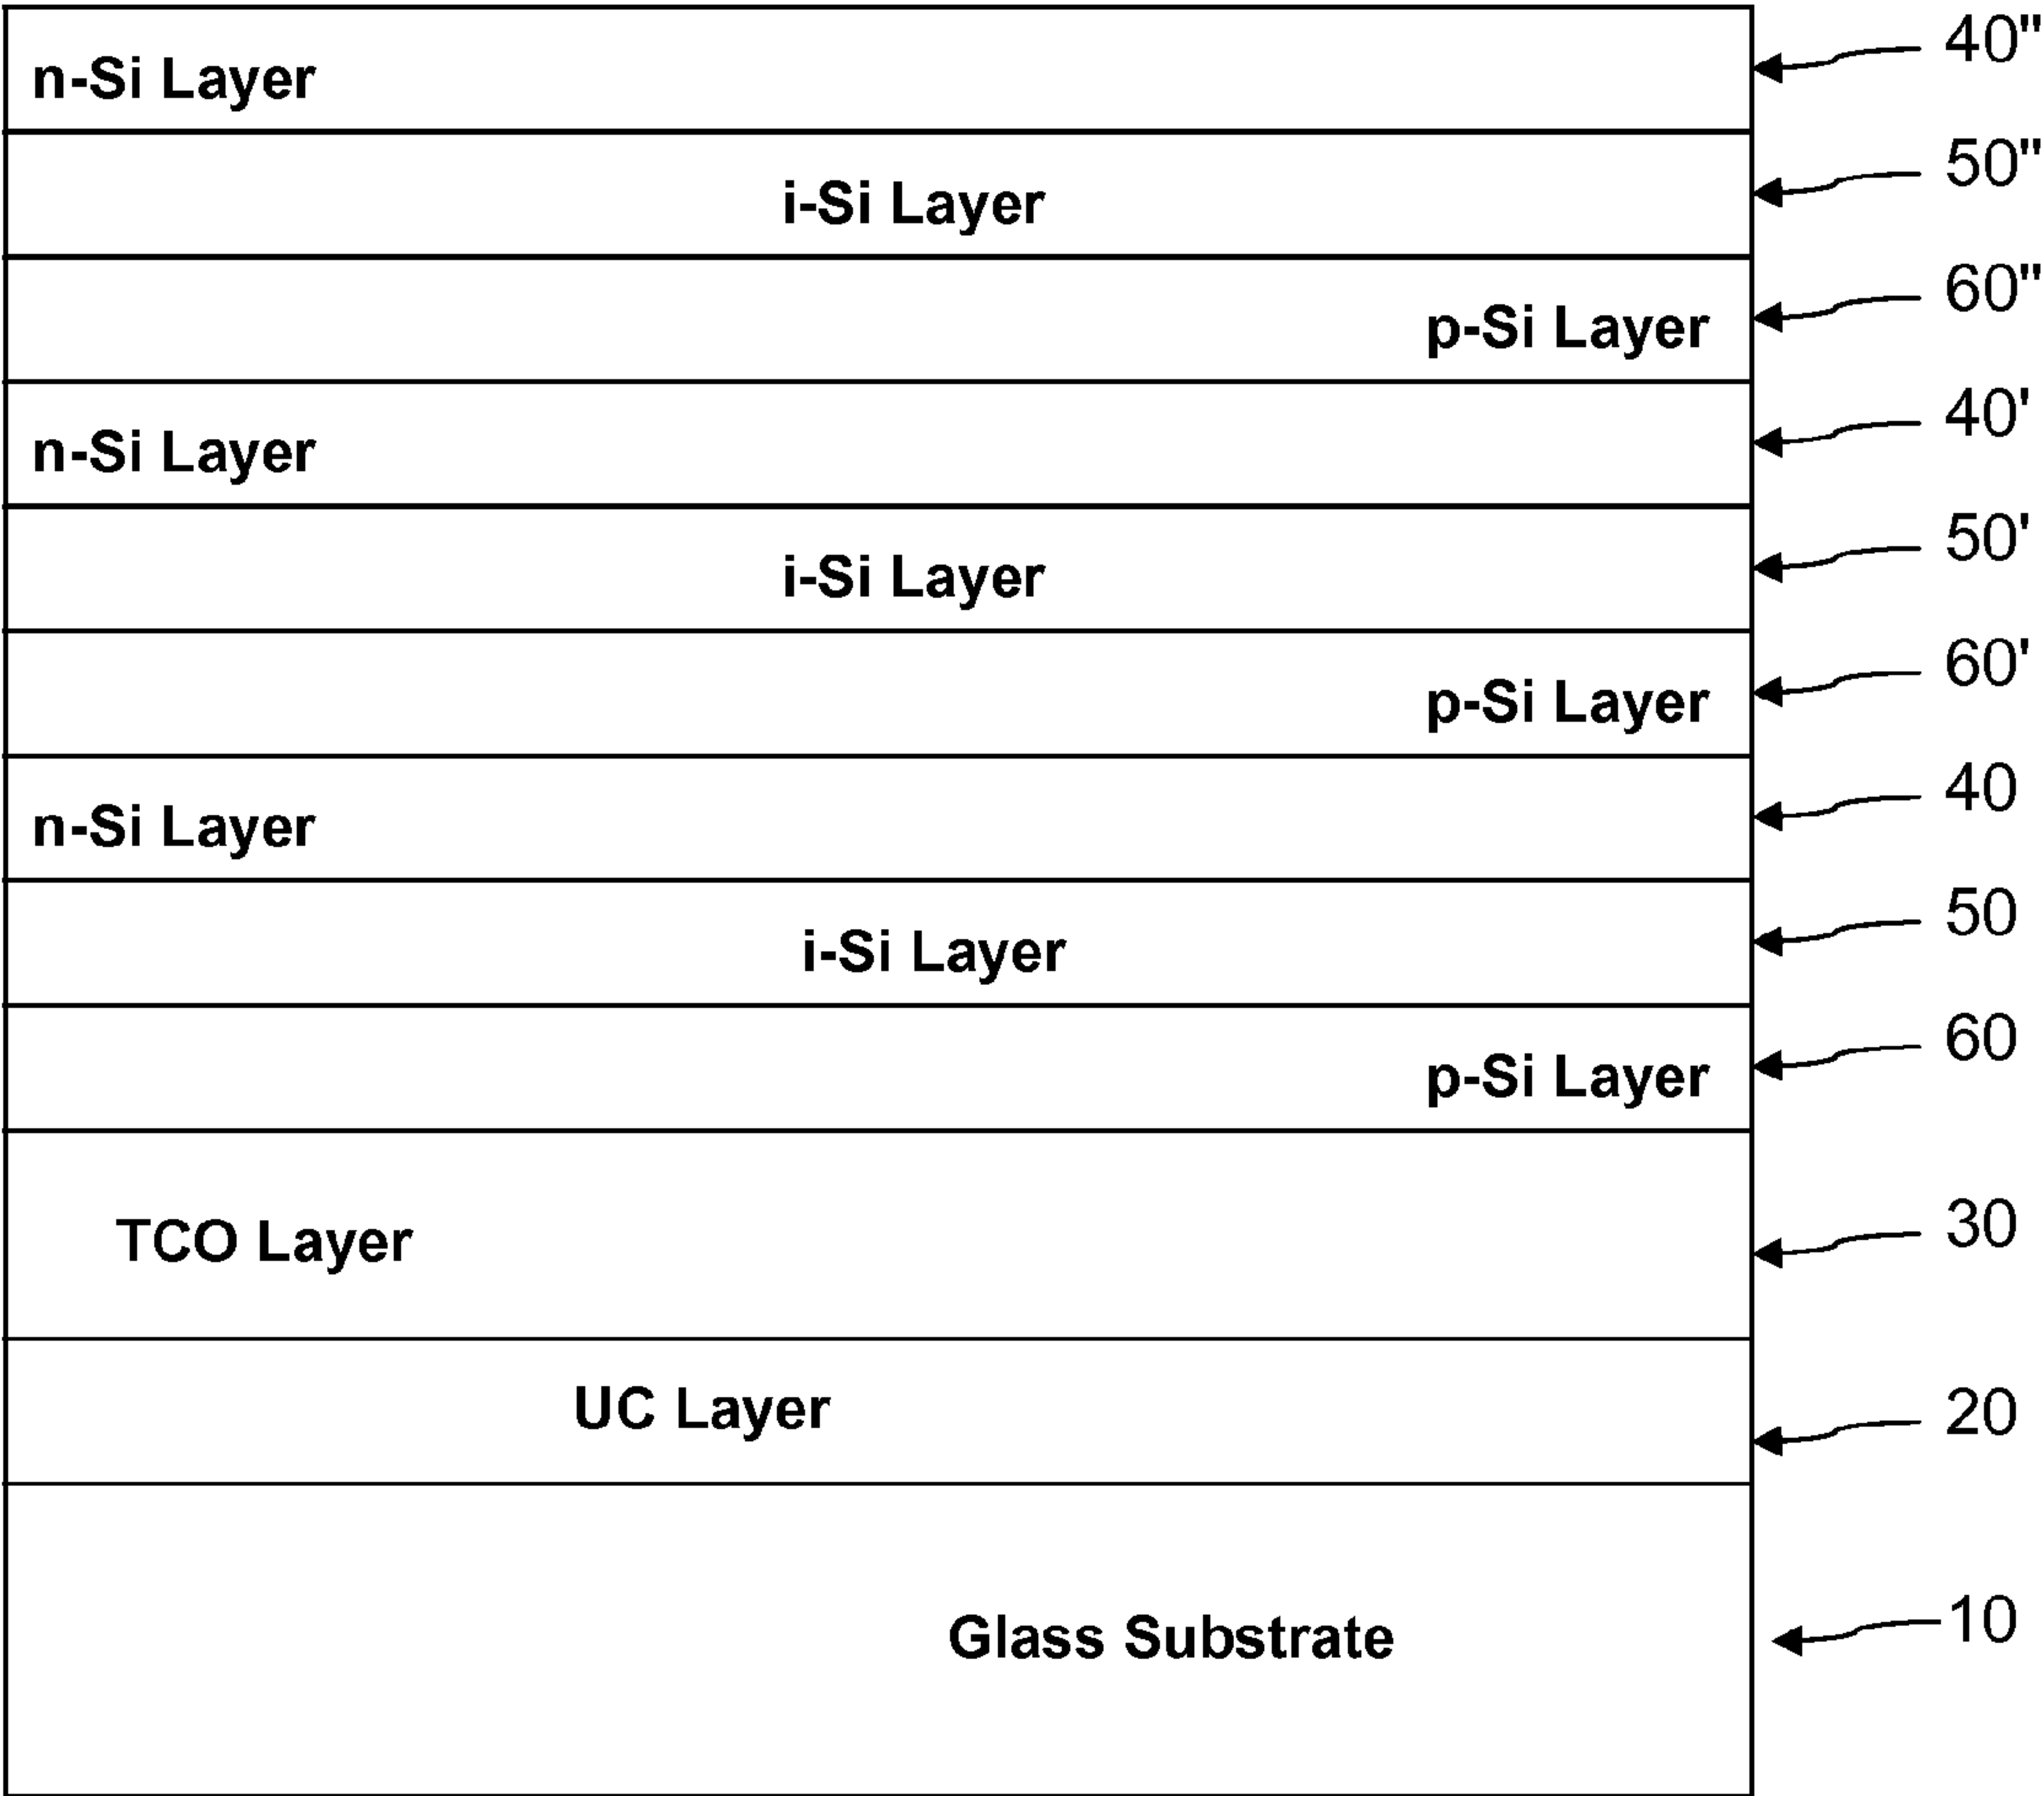 n-Si Layer 40"
i-Si Layer 50"
p-Si Layer 60"
n-Si Layer 40'
i-Si Layer 50'
p-Si Layer 60'
n-Si Layer 40
i-Si Layer 50
p-Si Layer 60
TCO Layer 30
UC Layer 20
Glass Substrate 10